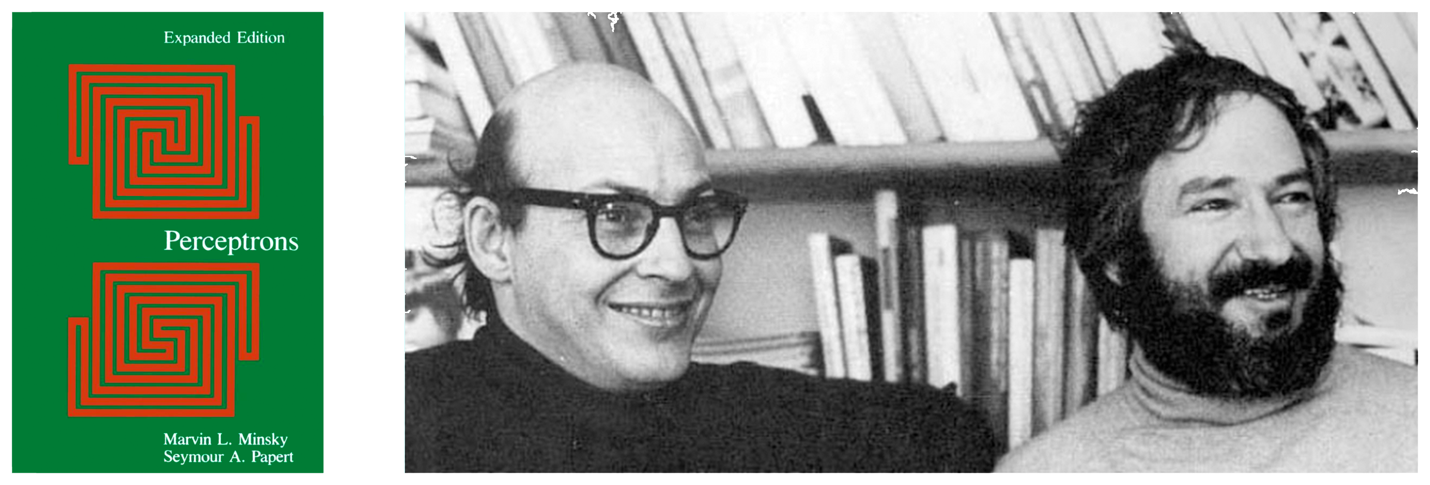 Expanded Edition
Perceptrons
Marvin L. Minsky
Seymour A. Papert